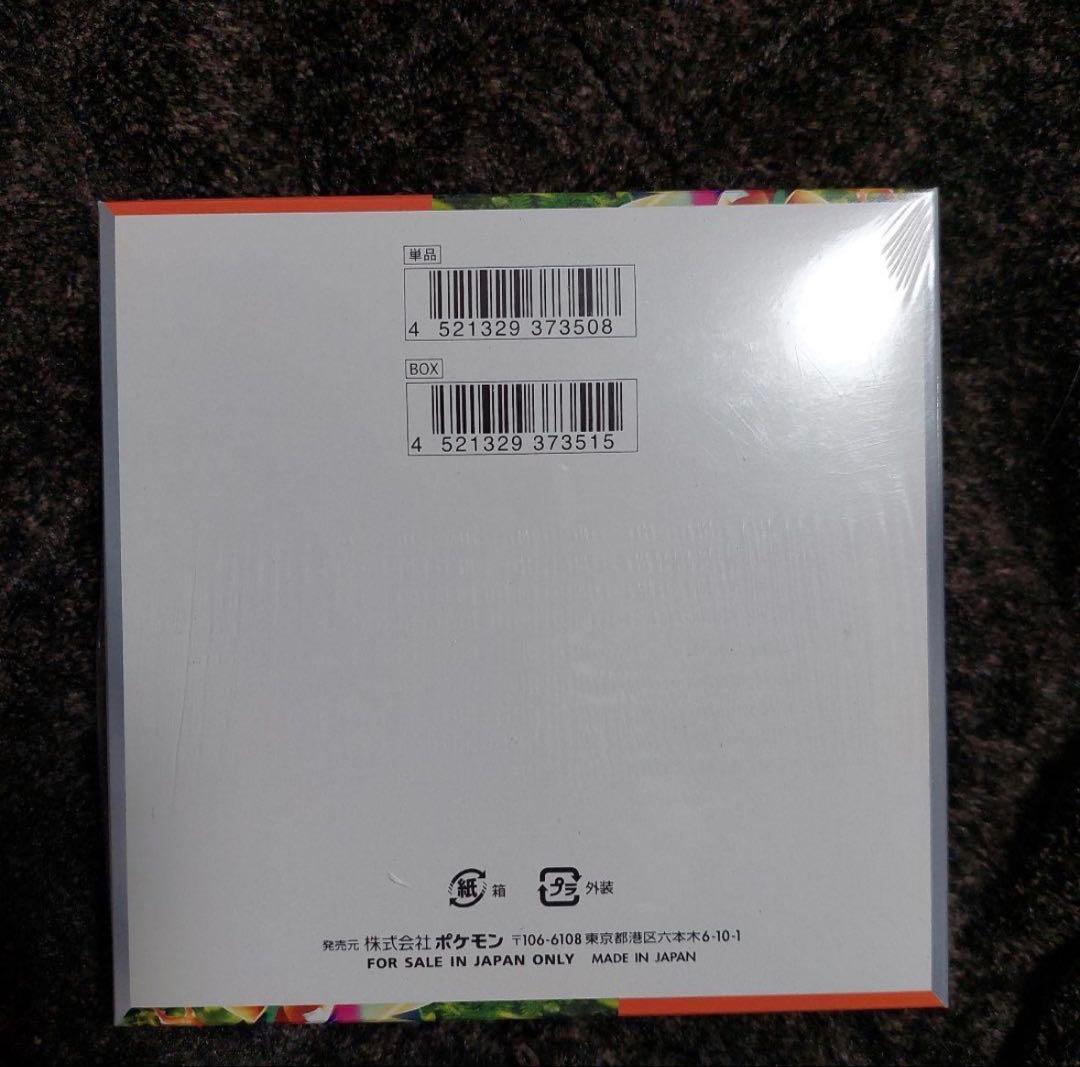 単品
4 521329 373508
BOX
4 521329 373515
紙 箱 プラ 外装
発売元 株式会社 ポケモン 〒106-6108 東京都港区六本木6-10-1
FOR SALE IN JAPAN ONLY MADE IN JAPAN